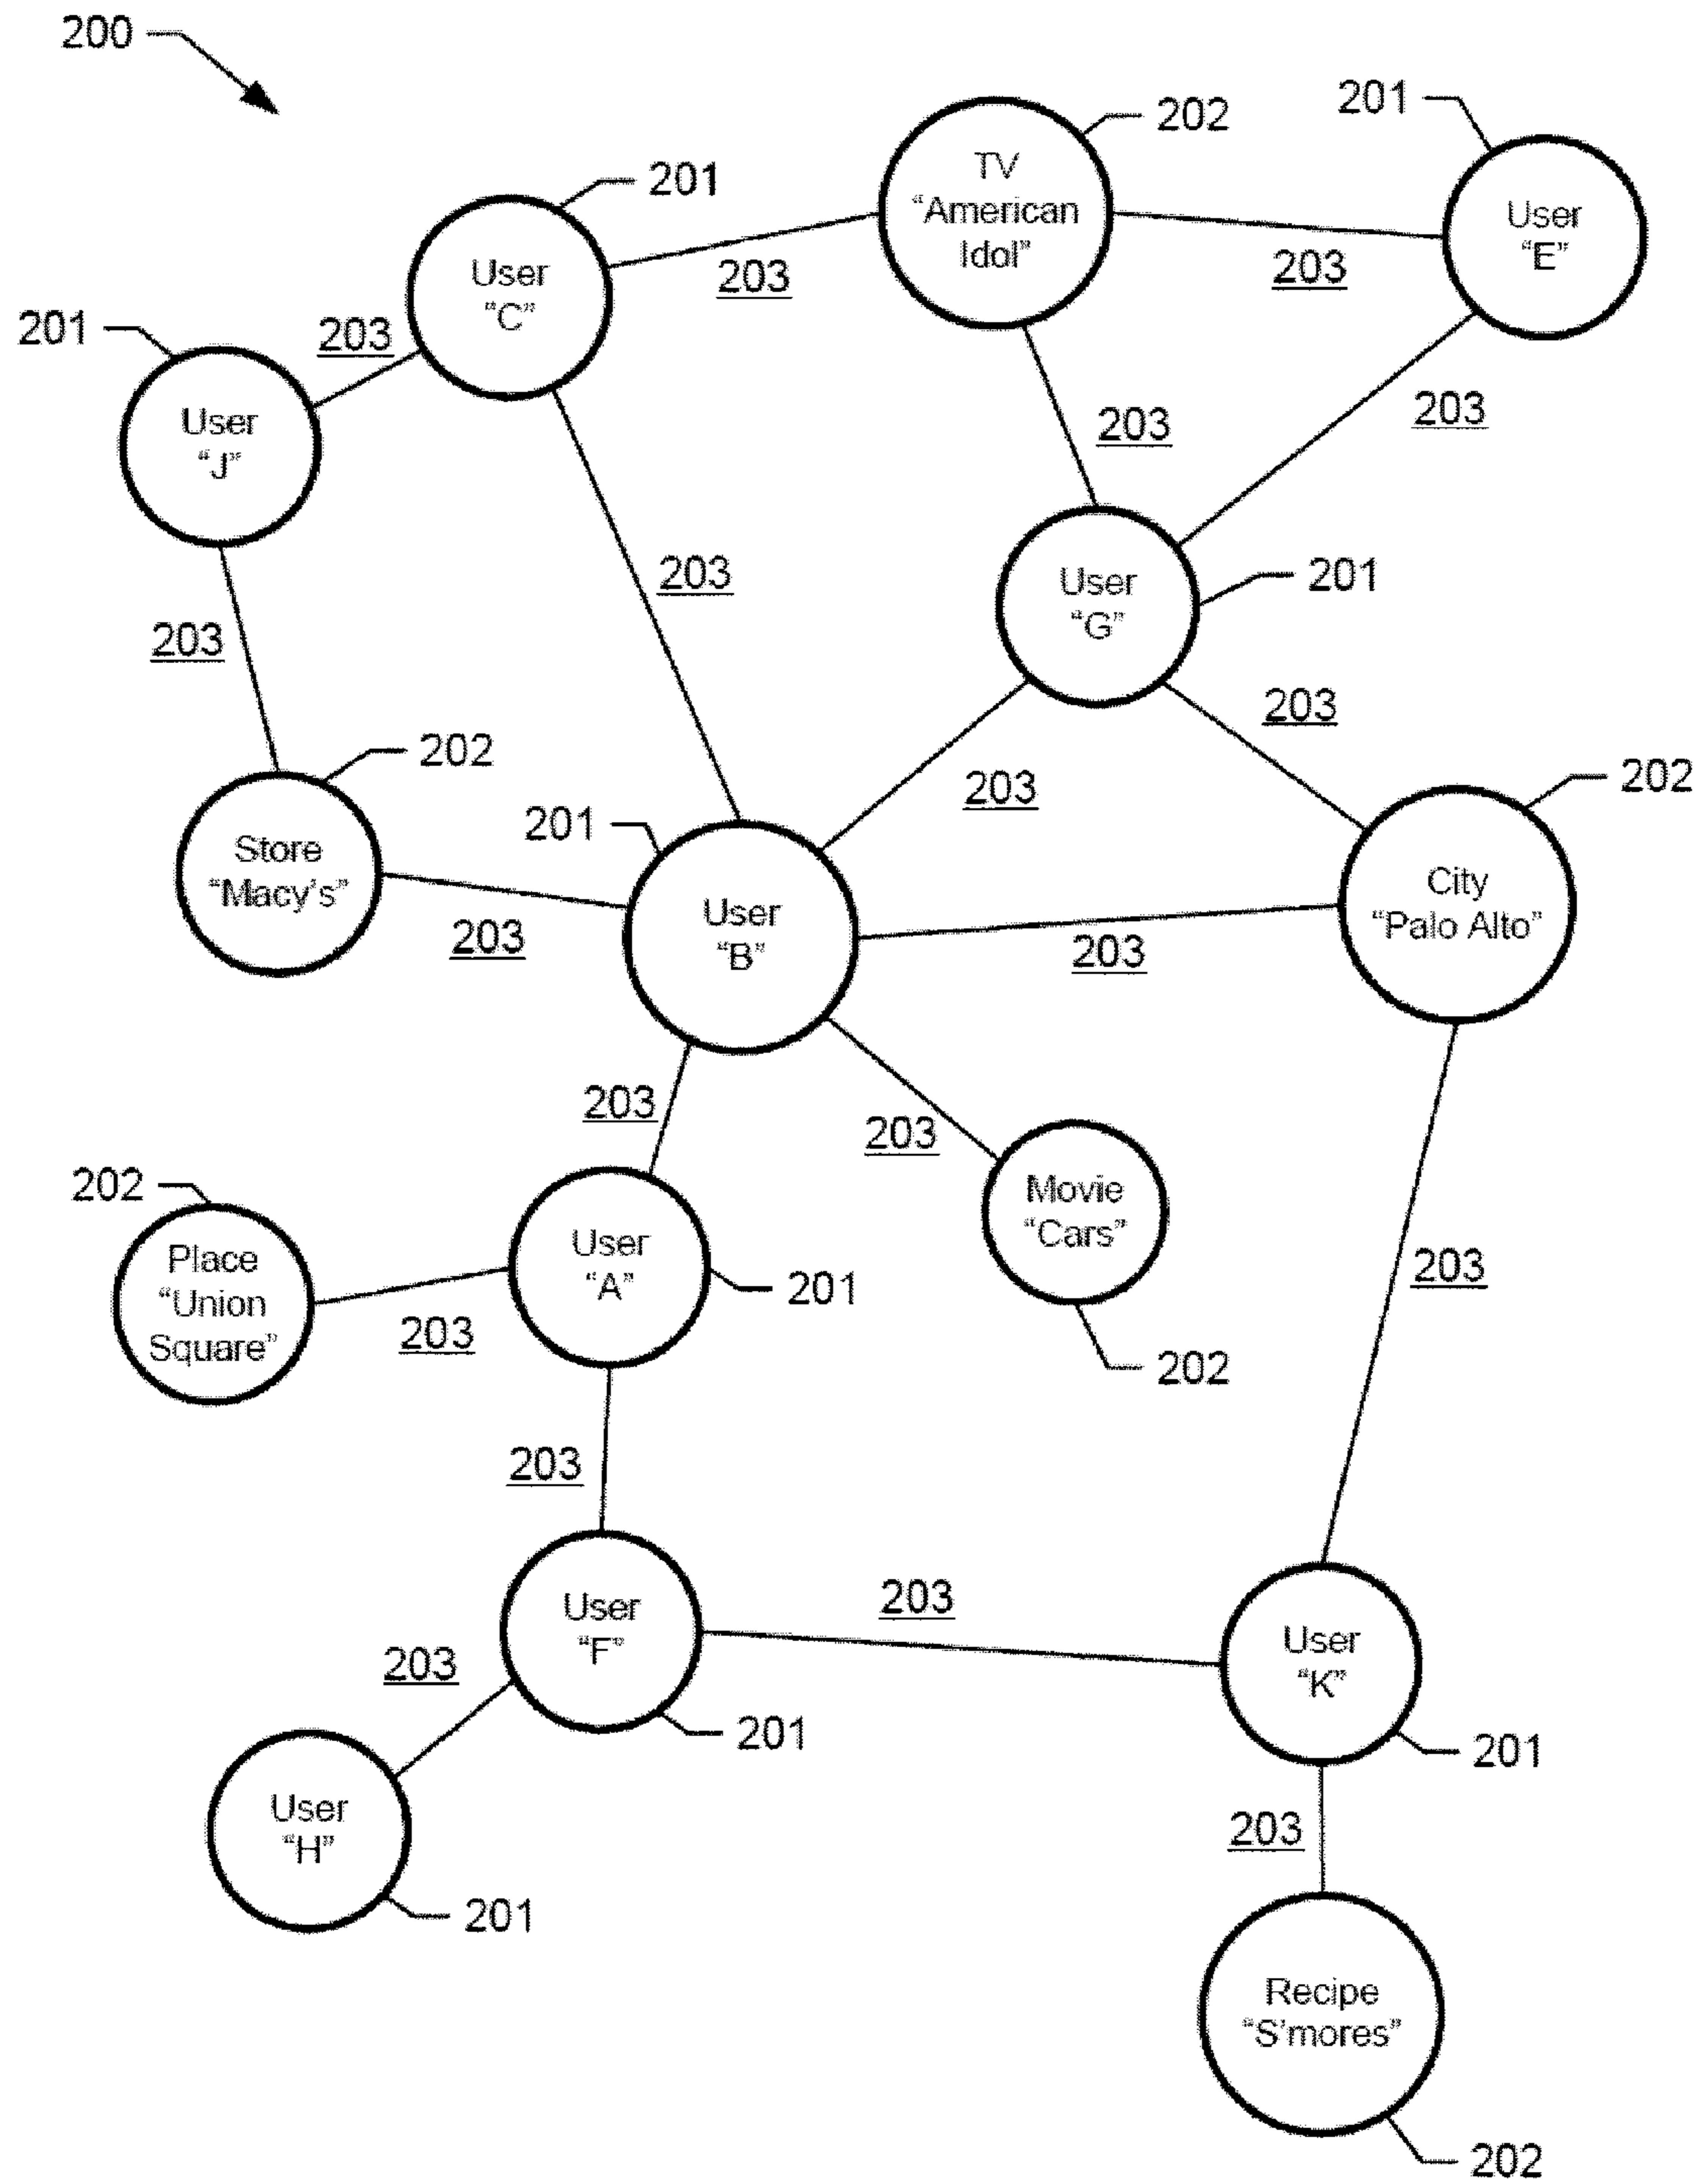 200
202
201
TV
“American
Idol”
201
User
“E”
User
“C”
203
203
201
203
User
“J”
203
203
User
“G”
201
203
203
203
202
203
202
201
Store
“Macy’s”
City
“Palo Alto”
User
“B”
203
203
203
203
202
Movie
“Cars”
User
“A”
Place
“Union
Square”
201
203
203
202
203
203
User
“F”
User
“K”
203
201
201
User
“H”
203
201
Recipe
“S’mores”
202